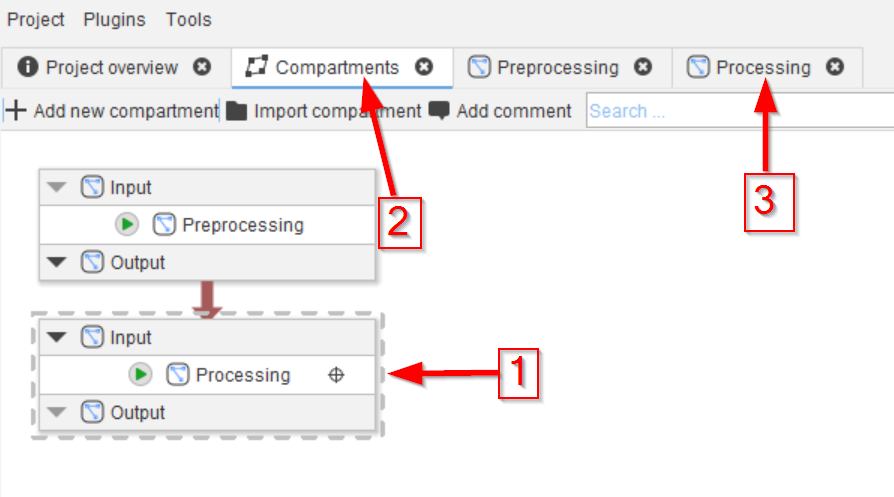 Project Plugins Tools
Project overview Compartments Preprocessing Processing
Add new compartment Import compartment Add comment Search ...
Input
Preprocessing
Output
Input
Processing
Output
1
2
3